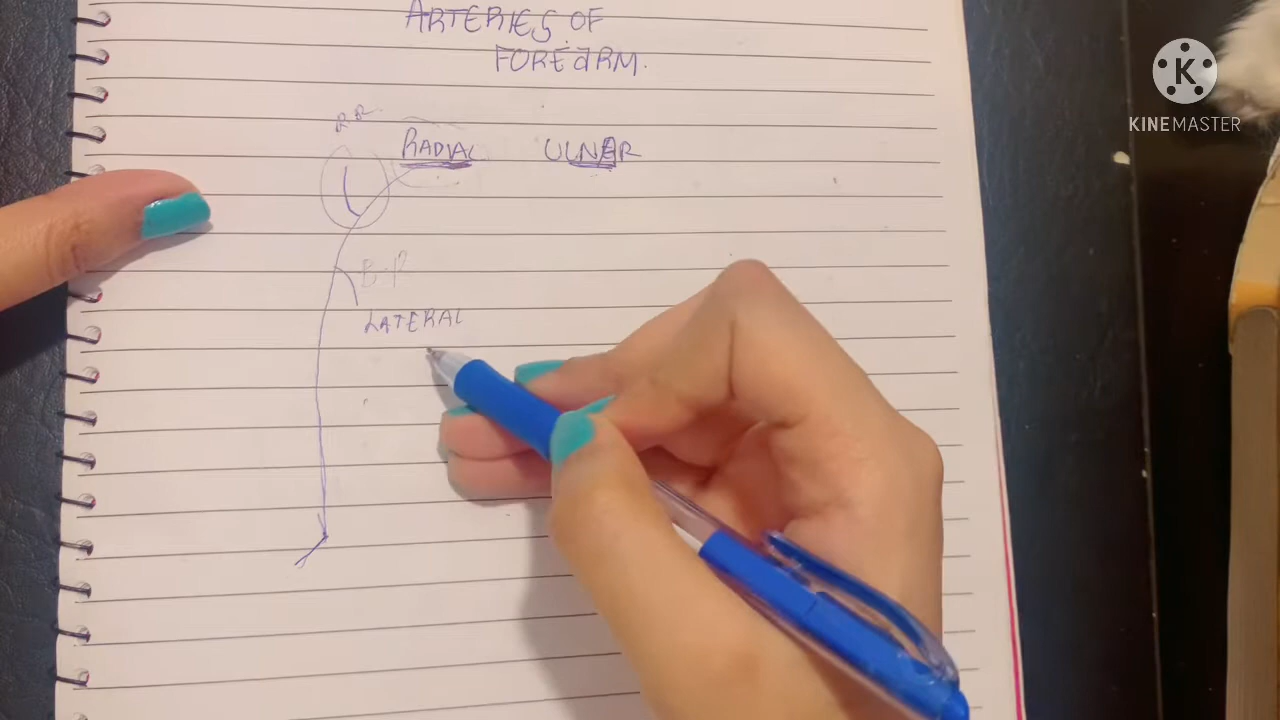 ARTERIES OF
FOREARM.
R.R
RADIAL ULNAR
L
B-P
LATERAL
K
KINEMASTER